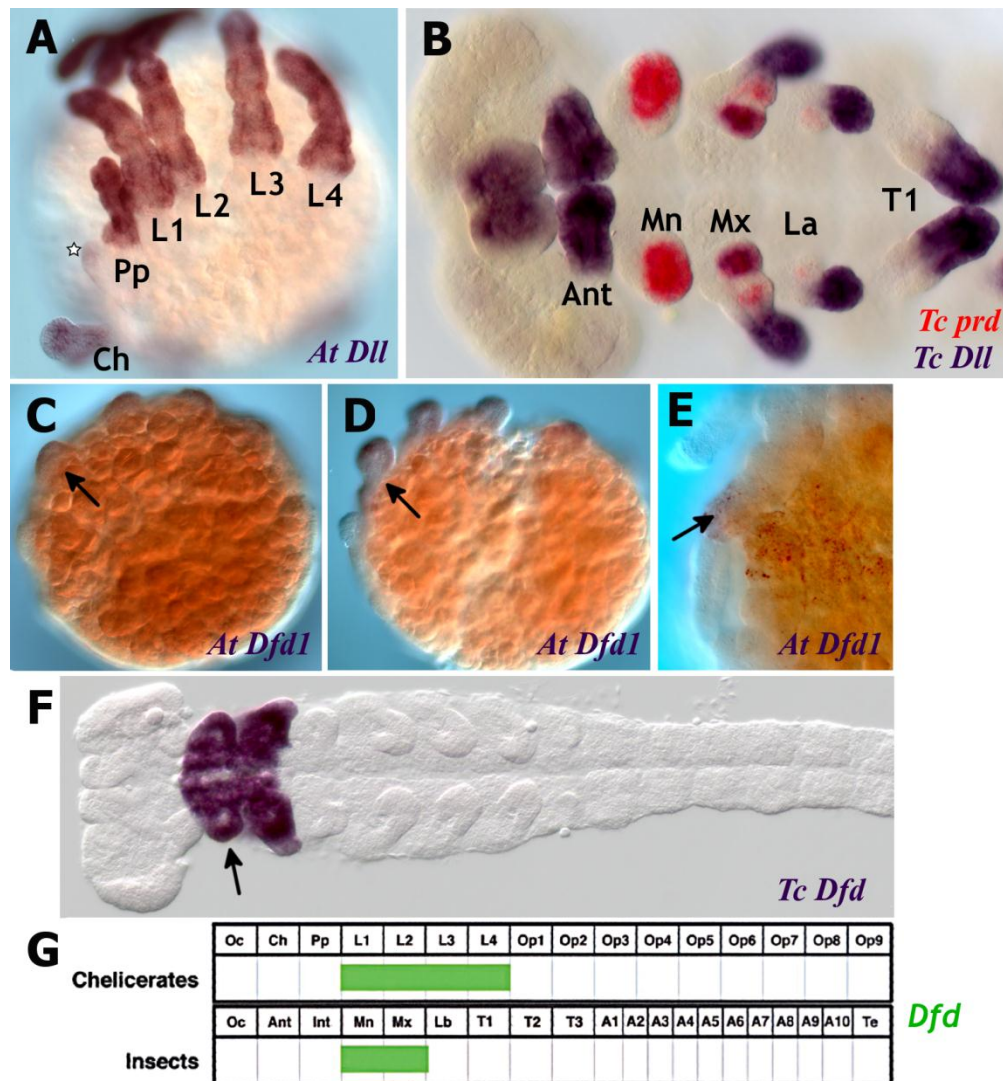 A
L1
L2
L3
L4
Pp
Ch
At Dll
B
Ant
Mn
Mx
La
T1
Tc prd
Tc Dll
C
At Dfd1
D
At Dfd1
E
At Dfd1
F
Tc Dfd
G
Oc Ch Pp L1 L2 L3 L4 Op1 Op2 Op3 Op4 Op5 Op6 Op7 Op8 Op9
Chelicerates
Oc Ant Int Mn Mx Lb T1 T2 T3 A1 A2 A3 A4 A5 A6 A7 A8 A9 A10 Te
Insects
Dfd